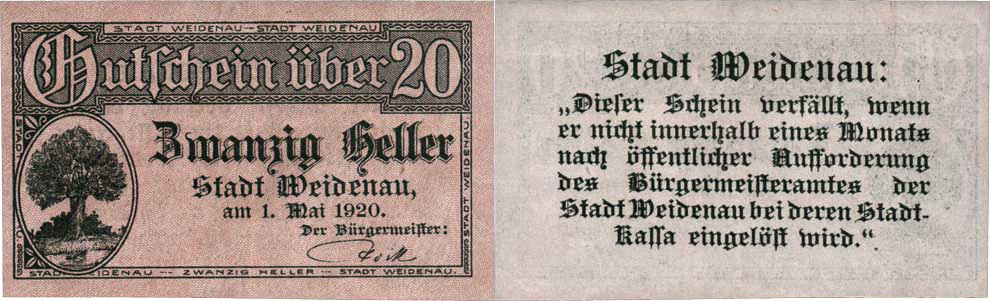 STADT WEIDENAU-STADT WEIDENAU
Gutschein über 20
Zwanzig Heller
Stadt Weidenau,
am 1. Mai 1920.
Der Bürgermeister:
STADT WEIDENAU
STADT WEIDENAU — ZWANZIG HELLER — STADT WEIDENAU.
Stadt Weidenau:
„Dieser Schein verfällt, wenn
er nicht innerhalb eines Monats
nach öffentlicher Aufforderung
des Bürgermeisteramtes der
Stadt Weidenau bei deren Stadt-
Kassa eingelöst wird.“